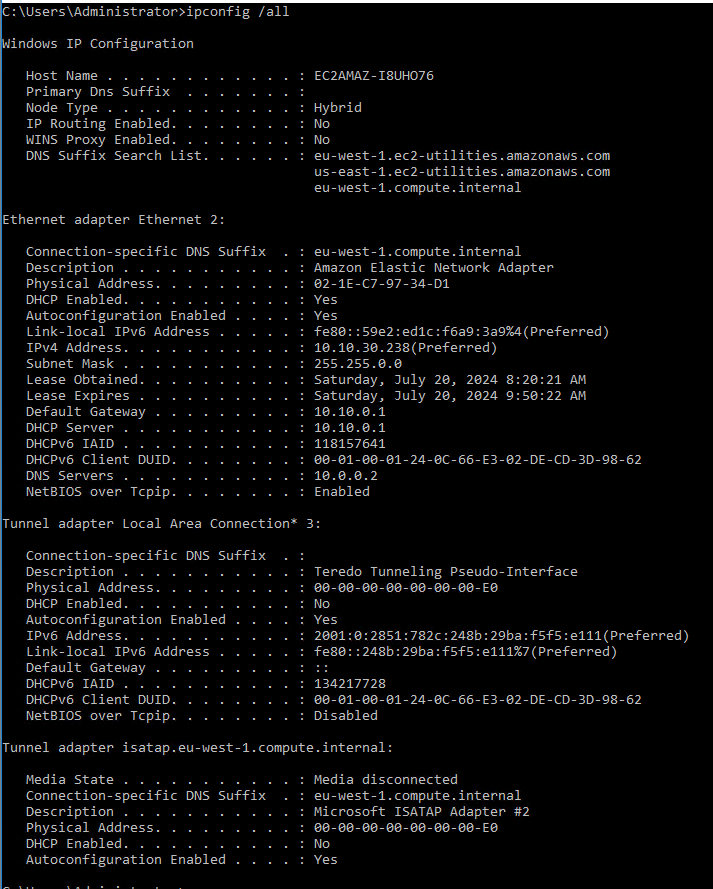 C:\Users\Administrator>ipconfig /all
Windows IP Configuration
Host Name . . . . . . . . . . . . : EC2AMAZ-I8UHO76
Primary Dns Suffix  . . . . . . . :
Node Type . . . . . . . . . . . . : Hybrid
IP Routing Enabled. . . . . . . . : No
WINS Proxy Enabled. . . . . . . . : No
DNS Suffix Search List. . . . . . : eu-west-1.ec2-utilities.amazonaws.com
us-east-1.ec2-utilities.amazonaws.com
eu-west-1.compute.internal
Ethernet adapter Ethernet 2:
Connection-specific DNS Suffix  . : eu-west-1.compute.internal
Description . . . . . . . . . . . : Amazon Elastic Network Adapter
Physical Address. . . . . . . . . : 02-1E-C7-97-34-D1
DHCP Enabled. . . . . . . . . . . : Yes
Autoconfiguration Enabled . . . . : Yes
Link-local IPv6 Address . . . . . : fe80::59e2:ed1c:f6a9:3a9%4(Preferred)
IPv4 Address. . . . . . . . . . . : 10.10.30.238(Preferred)
Subnet Mask . . . . . . . . . . . : 255.255.0.0
Lease Obtained. . . . . . . . . . : Saturday, July 20, 2024 8:20:21 AM
Lease Expires . . . . . . . . . . : Saturday, July 20, 2024 9:50:22 AM
Default Gateway . . . . . . . . . : 10.10.0.1
DHCP Server . . . . . . . . . . . : 10.10.0.1
DHCPv6 IAID . . . . . . . . . . . : 118157641
DHCPv6 Client DUID. . . . . . . . : 00-01-00-01-24-0C-66-E3-02-DE-CD-3D-98-62
DNS Servers . . . . . . . . . . . : 10.0.0.2
NetBIOS over Tcpip. . . . . . . . : Enabled
Tunnel adapter Local Area Connection* 3:
Connection-specific DNS Suffix  . :
Description . . . . . . . . . . . : Teredo Tunneling Pseudo-Interface
Physical Address. . . . . . . . . : 00-00-00-00-00-00-00-E0
DHCP Enabled. . . . . . . . . . . : No
Autoconfiguration Enabled . . . . : Yes
IPv6 Address. . . . . . . . . . . : 2001:0:2851:782c:248b:29ba:f5f5:e111(Preferred)
Link-local IPv6 Address . . . . . : fe80::248b:29ba:f5f5:e111%7(Preferred)
Default Gateway . . . . . . . . . : ::
DHCPv6 IAID . . . . . . . . . . . : 134217728
DHCPv6 Client DUID. . . . . . . . : 00-01-00-01-24-0C-66-E3-02-DE-CD-3D-98-62
NetBIOS over Tcpip. . . . . . . . : Disabled
Tunnel adapter isatap.eu-west-1.compute.internal:
Media State . . . . . . . . . . . : Media disconnected
Connection-specific DNS Suffix  . : eu-west-1.compute.internal
Description . . . . . . . . . . . : Microsoft ISATAP Adapter #2
Physical Address. . . . . . . . . : 00-00-00-00-00-00-00-E0
DHCP Enabled. . . . . . . . . . . : No
Autoconfiguration Enabled . . . . : Yes